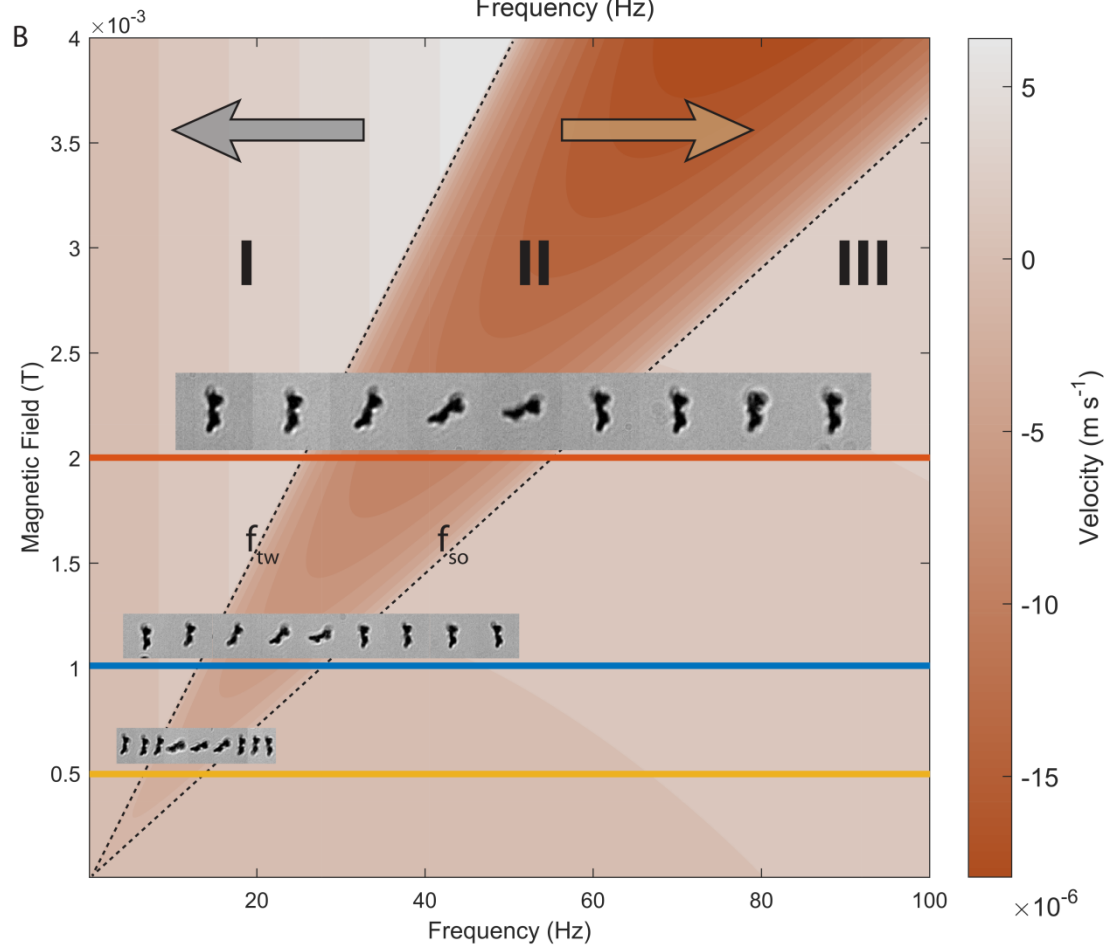 Frequency (Hz)
B
×10⁻³
4
3.5
3
2.5
2
1.5
1
0.5
Magnetic Field (T)
I
II
III
f_tw
f_so
20
40
60
80
100
Frequency (Hz)
5
0
-5
-10
-15
×10⁻⁶
Velocity (m s⁻¹)